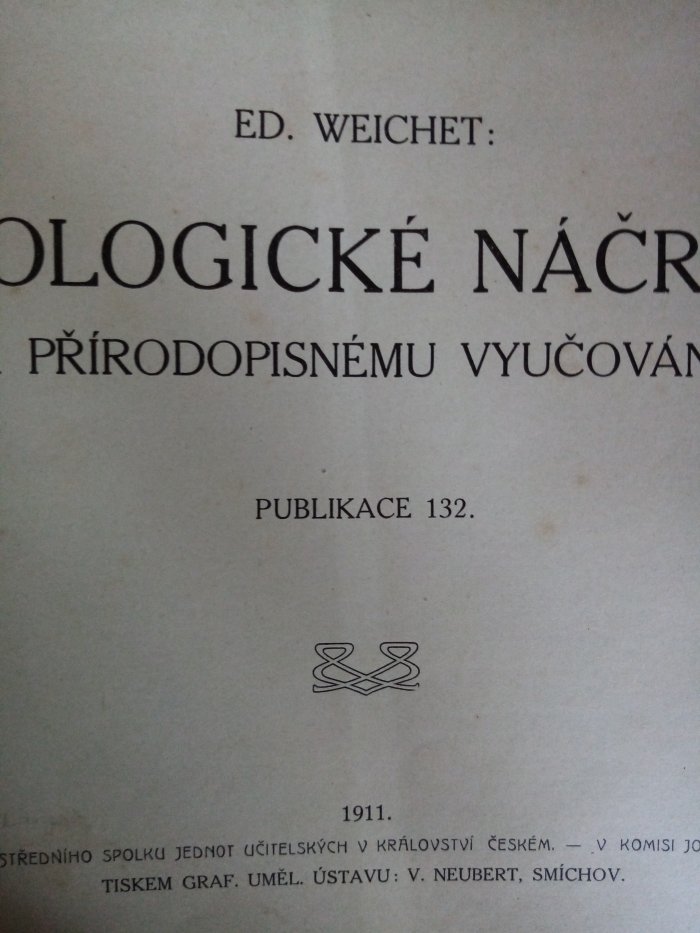 ED. WEICHET:
OLOGICKÉ NÁČR
PŘÍRODOPISNÉMU VYUČOVÁN
PUBLIKACE 132.
1911.
STŘEDNÍHO SPOLKU JEDNOT UČITELSKÝCH V KRÁLOVSTVÍ ČESKÉM. — V KOMISI JO
TISKEM GRAF. UMĚL. ÚSTAVU: V. NEUBERT, SMÍCHOV.